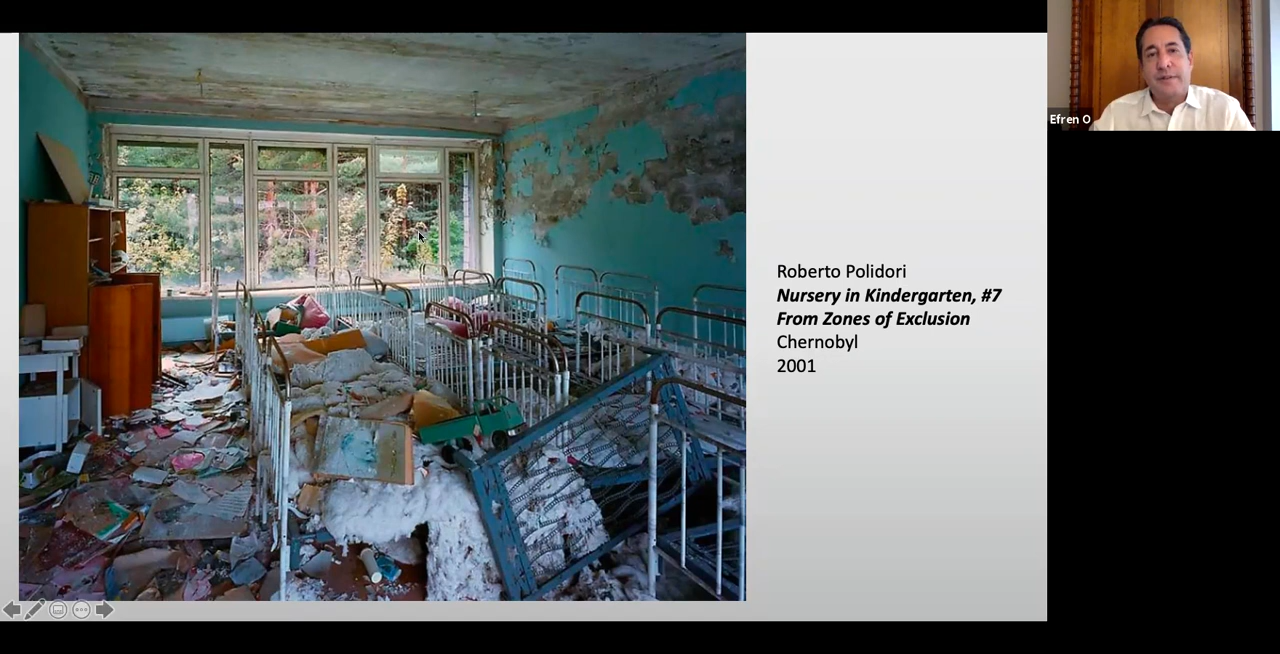 Roberto Polidori
Nursery in Kindergarten, #7
From Zones of Exclusion
Chernobyl
2001
Efren O